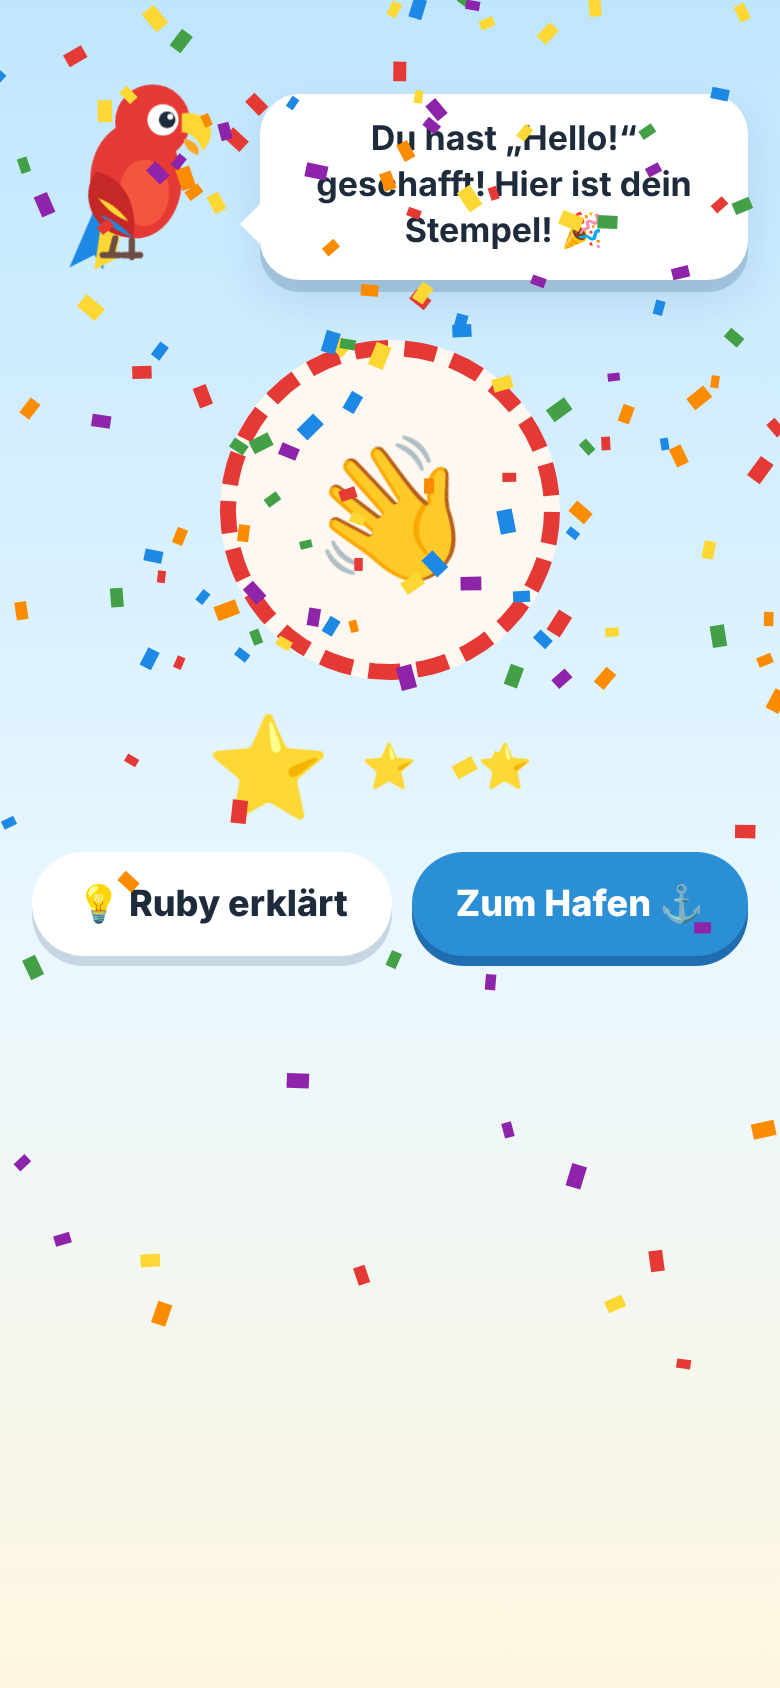 Du hast „Hello!“
geschafft! Hier ist dein
Stempel! 🎉
💡 Ruby erklärt
Zum Hafen ⚓